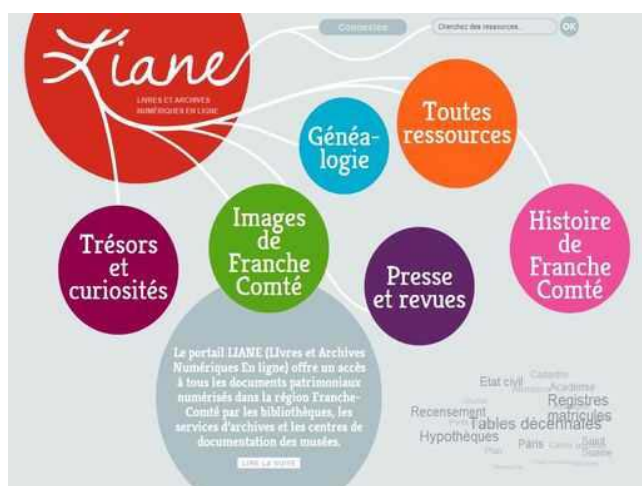 Liane
LIVRES ET ARCHIVES
NUMÉRIQUES EN LIGNE
Connexion
Cherchez des ressources...
OK
Généa-
logie
Toutes
ressources
Trésors
et
curiosités
Images
de
Franche
Comté
Presse
et revues
Histoire
de
Franche
Comté
Le portail LIANE (LIvres et Archives
Numériques En ligne) offre un accès
à tous les documents patrimoniaux
numérisés dans la région Franche-
Comté par les bibliothèques, les
services d'archives et les centres de
documentation des musées.
LIRE LA SUITE
Cadastre
Etat civil
Académie
Registres
matricules
Recensement
Tables décennales
Hypothèques
Paris
Saint
Plan